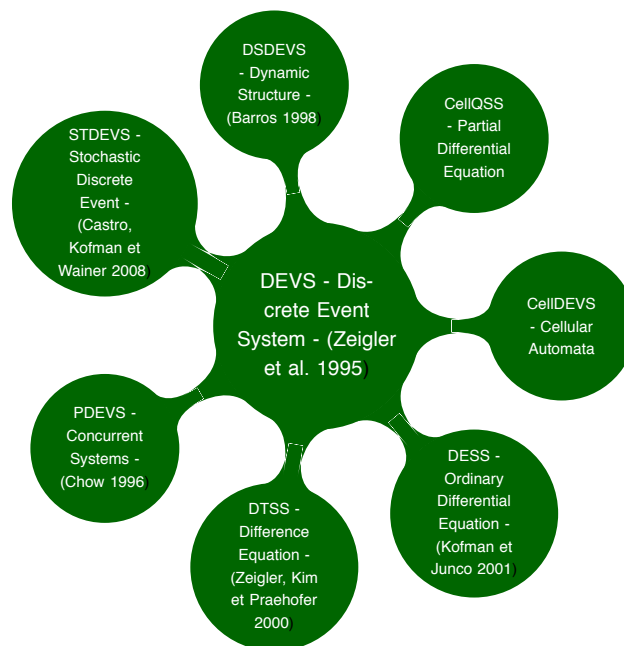 DSDEVS
- Dynamic
Structure -
(Barros 1998)
CellQSS
- Partial
Differential
Equation
STDEVS -
Stochastic
Discrete
Event -
(Castro,
Kofman et
Wainer 2008)
DEVS - Dis-
crete Event
System - (Zeigler
et al. 1995)
CellDEVS
- Cellular
Automata
PDEVS -
Concurrent
Systems -
(Chow 1996)
DESS -
Ordinary
Differential
Equation -
(Kofman et
Junco 2001)
DTSS -
Difference
Equation -
(Zeigler, Kim
et Praehofer
2000)